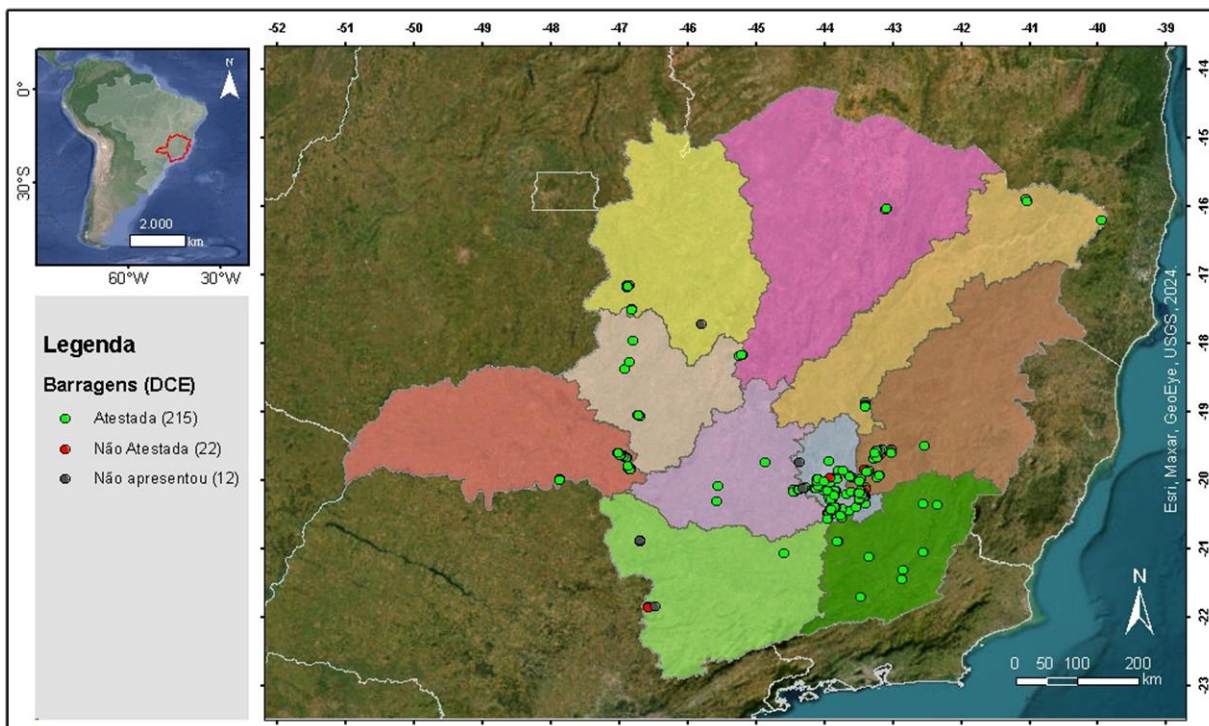 -52 -51 -50 -49 -48 -47 -46 -45 -44 -43 -42 -41 -40 -39
N
0°
30°S
2.000
km
60°W 30°W
Legenda
Barragens (DCE)
Atestada (215)
Não Atestada (22)
Não apresentou (12)
-14
-15
-16
-17
-18
-19
-20
-21
-22
-23
Esri, Maxar, GeoEye, USGS, 2024.
N
0 50 100 200
km